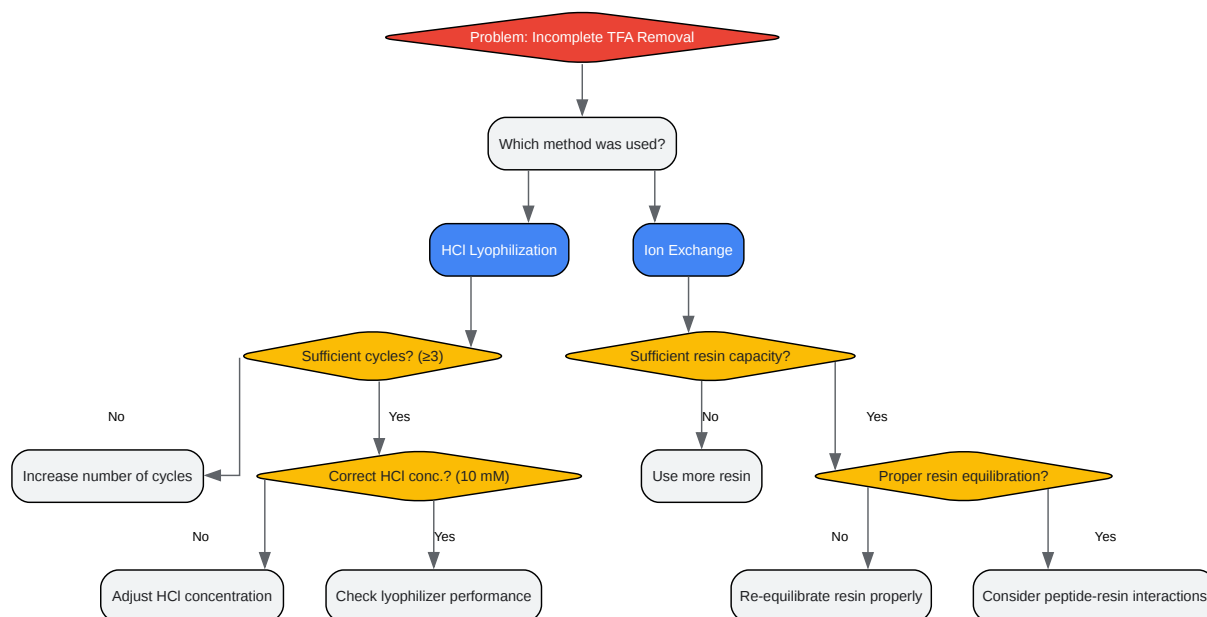 Problem: Incomplete TFA Removal
Which method was used?
HCl Lyophilization
Ion Exchange
Sufficient cycles? (≥3)
Sufficient resin capacity?
No
Yes
No
Yes
Increase number of cycles
Correct HCl conc.? (10 mM)
Use more resin
Proper resin equilibration?
No
Yes
No
Yes
Adjust HCl concentration
Check lyophilizer performance
Re-equilibrate resin properly
Consider peptide-resin interactions